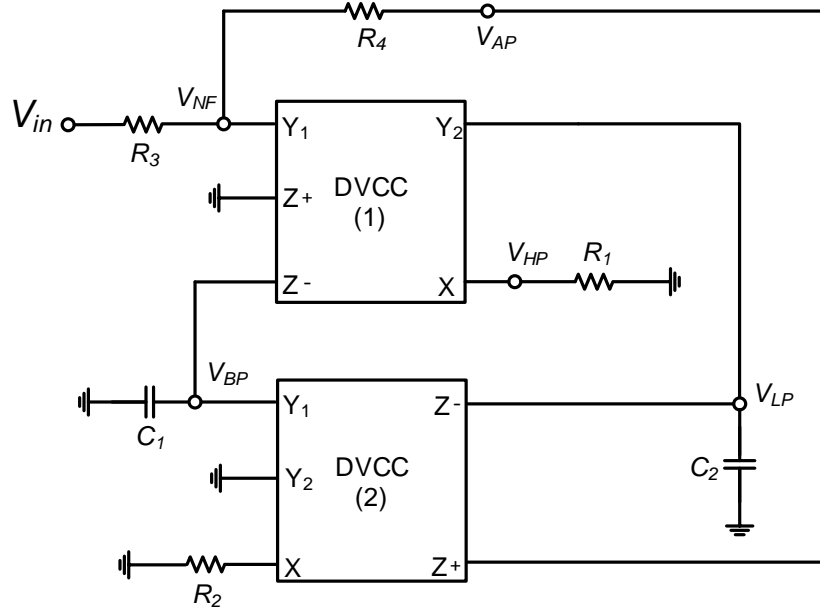 R4
VAP
VNF
Vin
R3
Y1
Y2
DVCC
(1)
Z+
VHP
R1
Z-
X
VBP
VLP
C1
Y1
Z-
DVCC
(2)
Y2
C2
R2
X
Z+